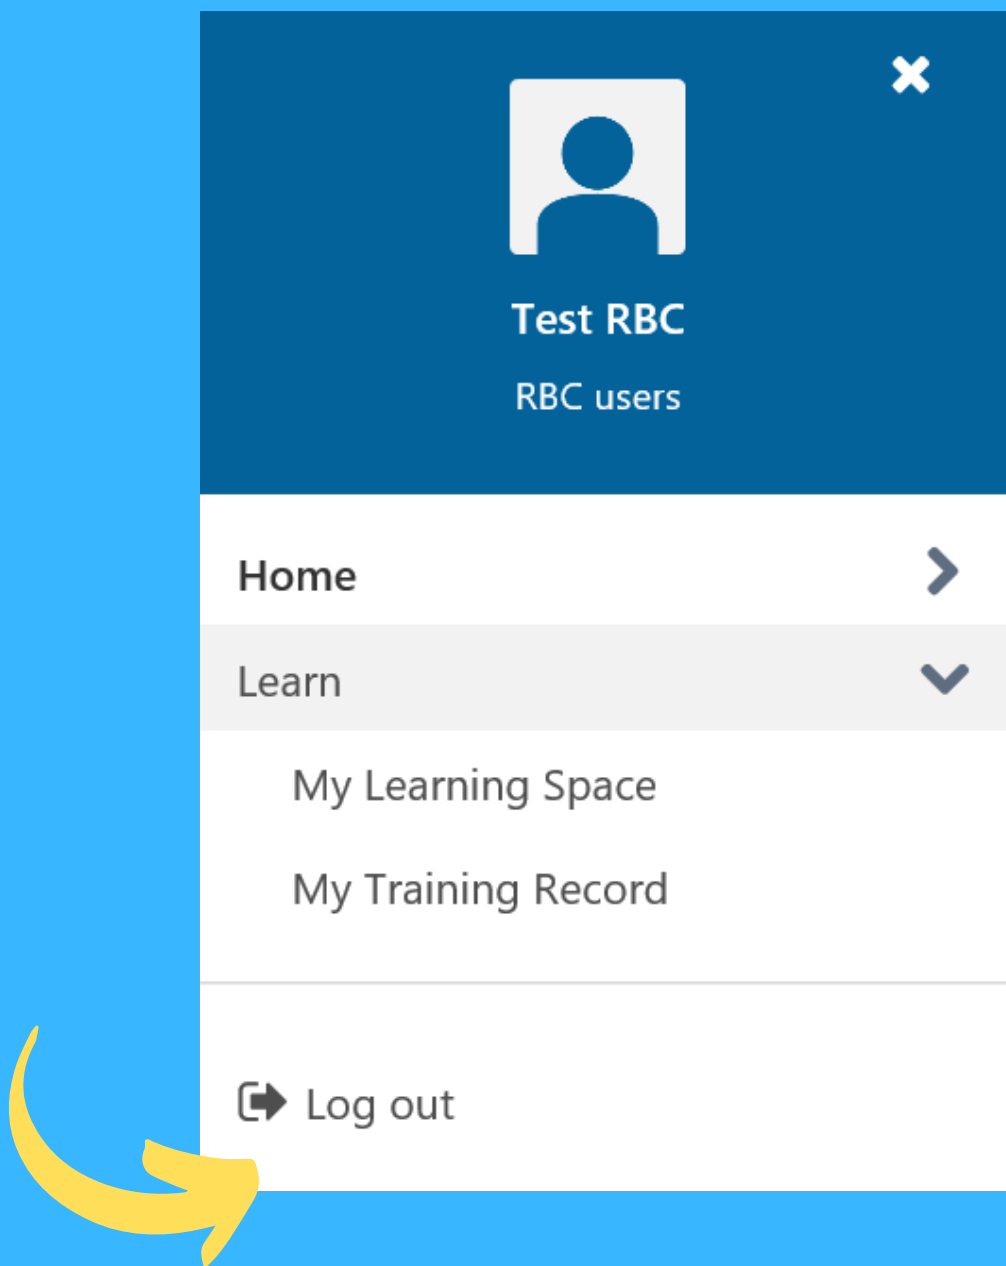 Test RBC
RBC users
Home
Learn
My Learning Space
My Training Record
Log out